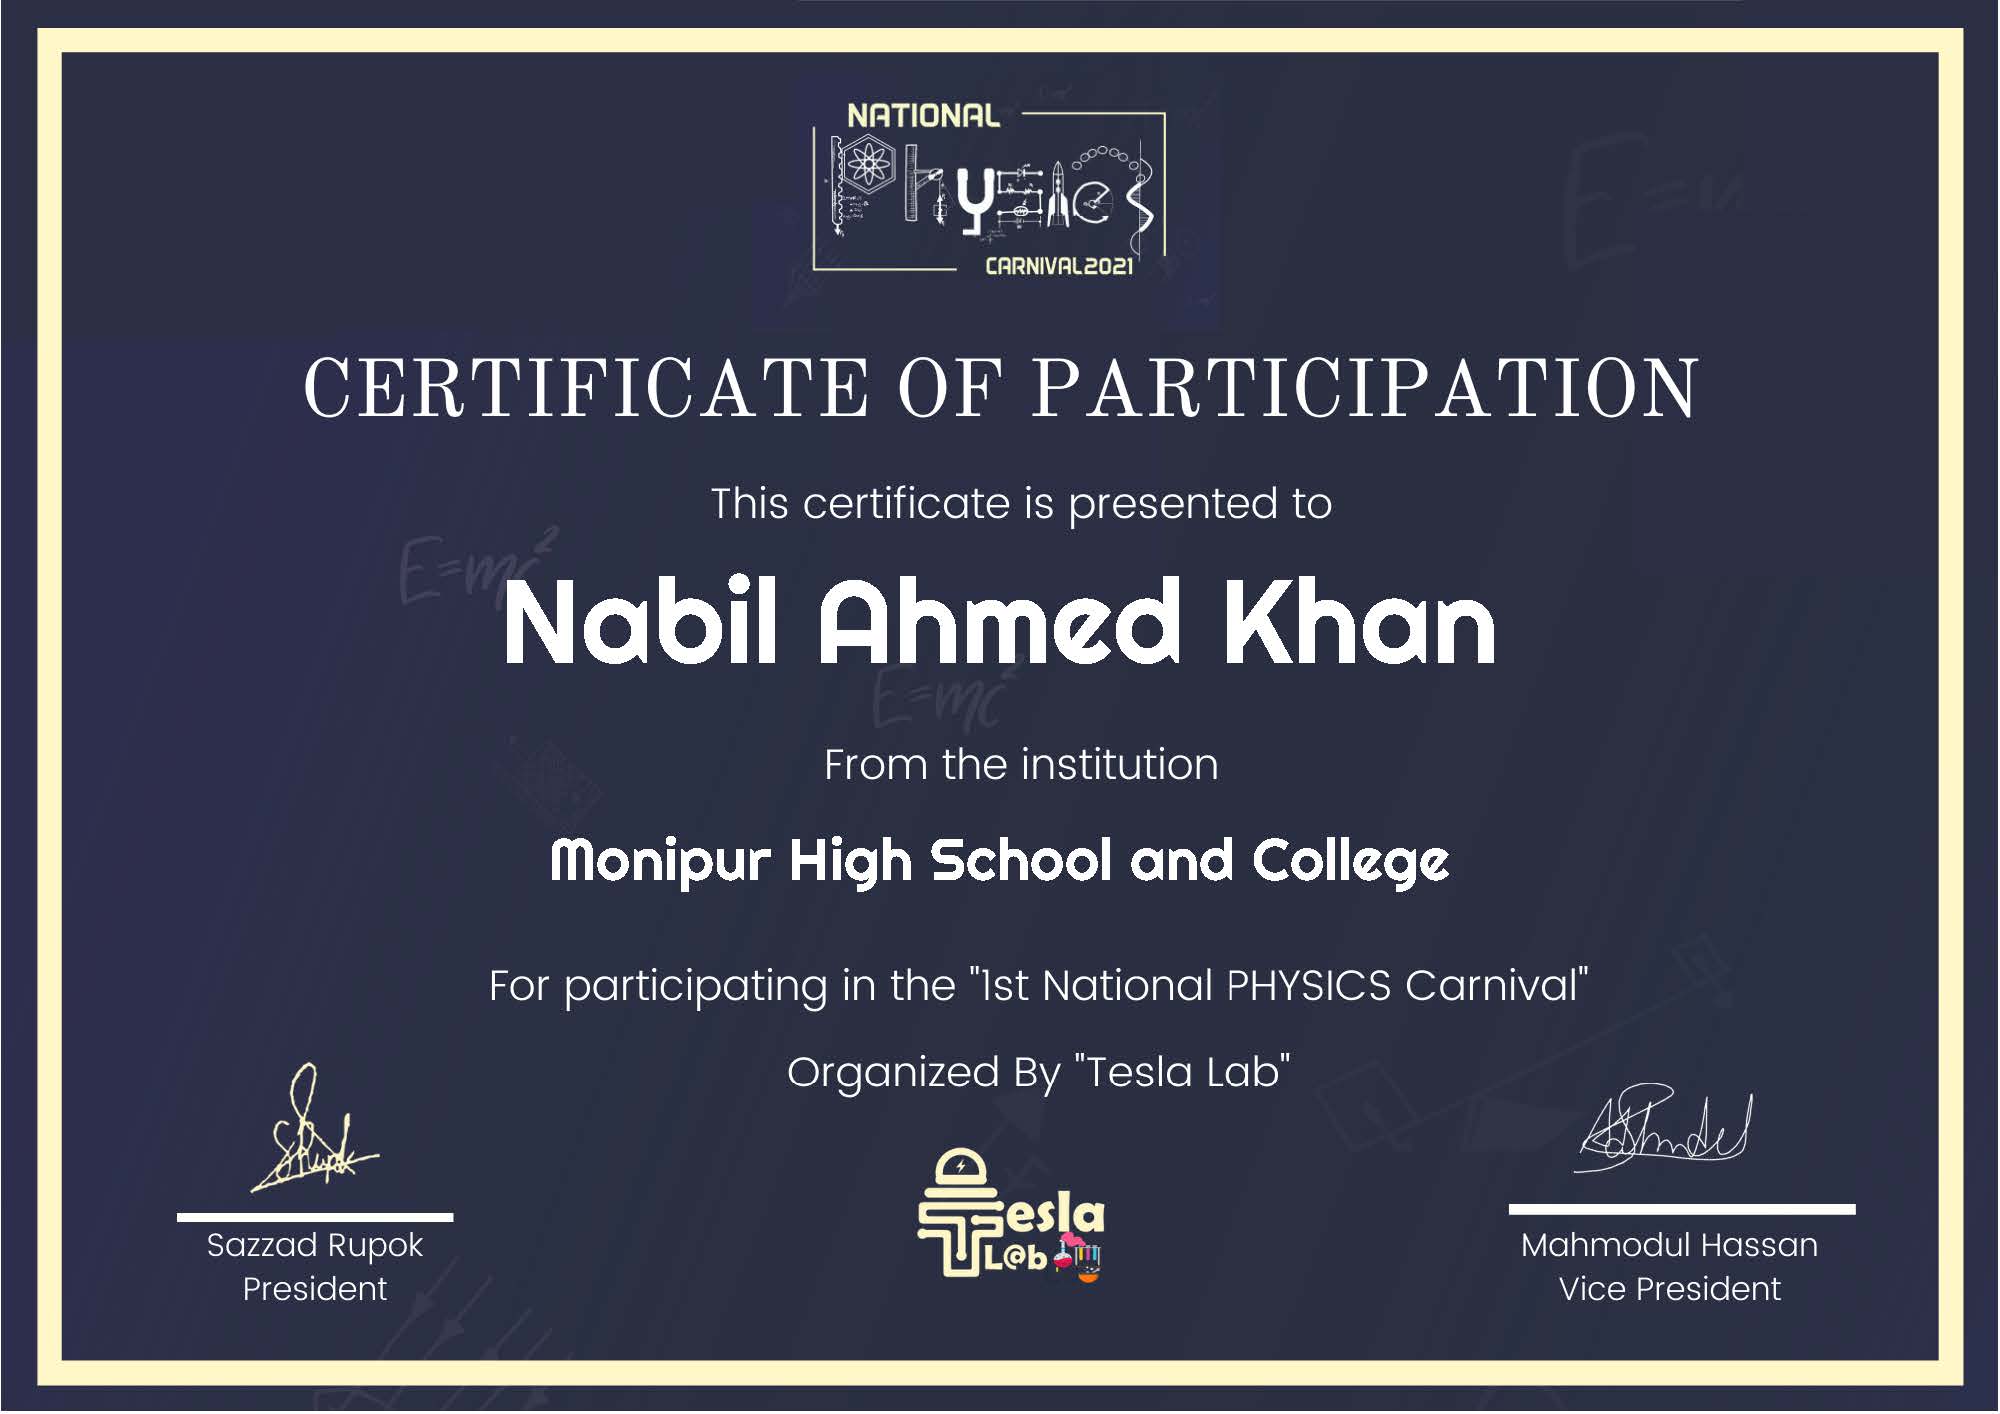 NATIONAL
Physics
CARNIVAL2021
CERTIFICATE OF PARTICIPATION
This certificate is presented to
E=mc²
Nabil Ahmed Khan
E=mc²
From the institution
Monipur High School and College
For participating in the "1st National PHYSICS Carnival"
Organized By "Tesla Lab"
Tesla
L@b
Sazzad Rupok
President
Mahmodul Hassan
Vice President